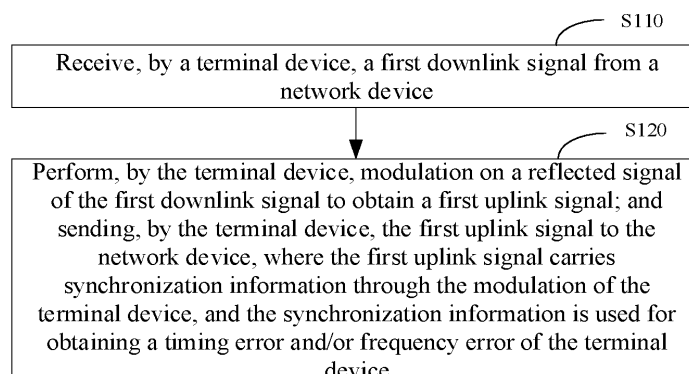 S110
Receive, by a terminal device, a first downlink signal from a
network device
S120
Perform, by the terminal device, modulation on a reflected signal
of the first downlink signal to obtain a first uplink signal; and
sending, by the terminal device, the first uplink signal to the
network device, where the first uplink signal carries
synchronization information through the modulation of the
terminal device, and the synchronization information is used for
obtaining a timing error and/or frequency error of the terminal
device